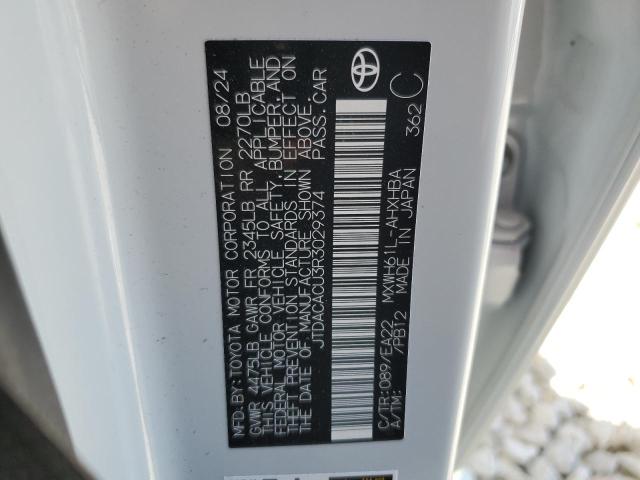 MFD.BY:TOYOTA MOTOR CORPORATION 08/24
GVWR 4475LB GAWR FR 2345LB RR 2270LB
THIS VEHICLE CONFORMS TO ALL APPLICABLE
FEDERAL MOTOR VEHICLE SAFETY, BUMPER, AND
THEFT PREVENTION STANDARDS IN EFFECT ON
THE DATE OF MANUFACTURE SHOWN ABOVE.
JTDACACU3R3029374 PASS.CAR
C/TR:089/EA22 MXWH61L-AHXHBA
A/TM: /PB12 MADE IN JAPAN 362 C